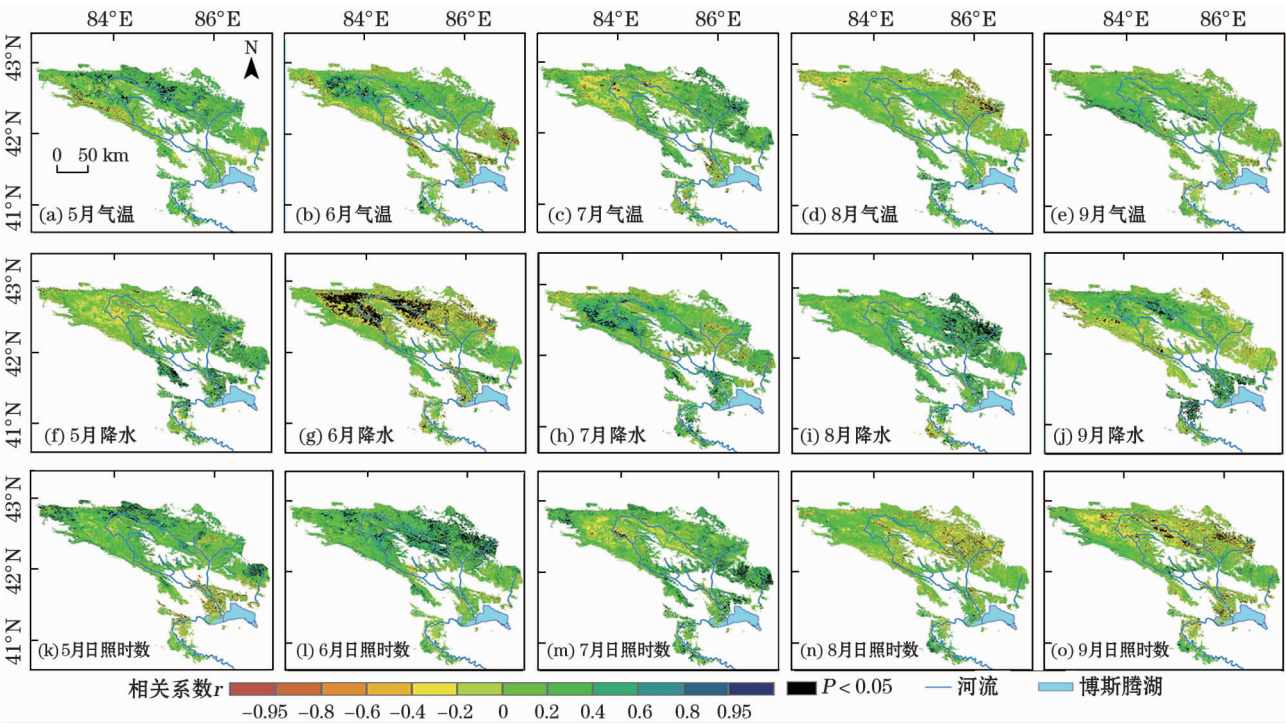 84°E 86°E 84°E 86°E 84°E 86°E 84°E 86°E 84°E 86°E
43°N
42°N
41°N
N
0 50 km
(a) 5月气温
(b) 6月气温
(c) 7月气温
(d) 8月气温
(e) 9月气温
43°N
42°N
41°N
(f) 5月降水
(g) 6月降水
(h) 7月降水
(i) 8月降水
(j) 9月降水
43°N
42°N
41°N
(k) 5月日照时数
(l) 6月日照时数
(m) 7月日照时数
(n) 8月日照时数
(o) 9月日照时数
相关系数r
P<0.05
河流
博斯腾湖
-0.95 -0.8 -0.6 -0.4 -0.2 0 0.2 0.4 0.6 0.8 0.95